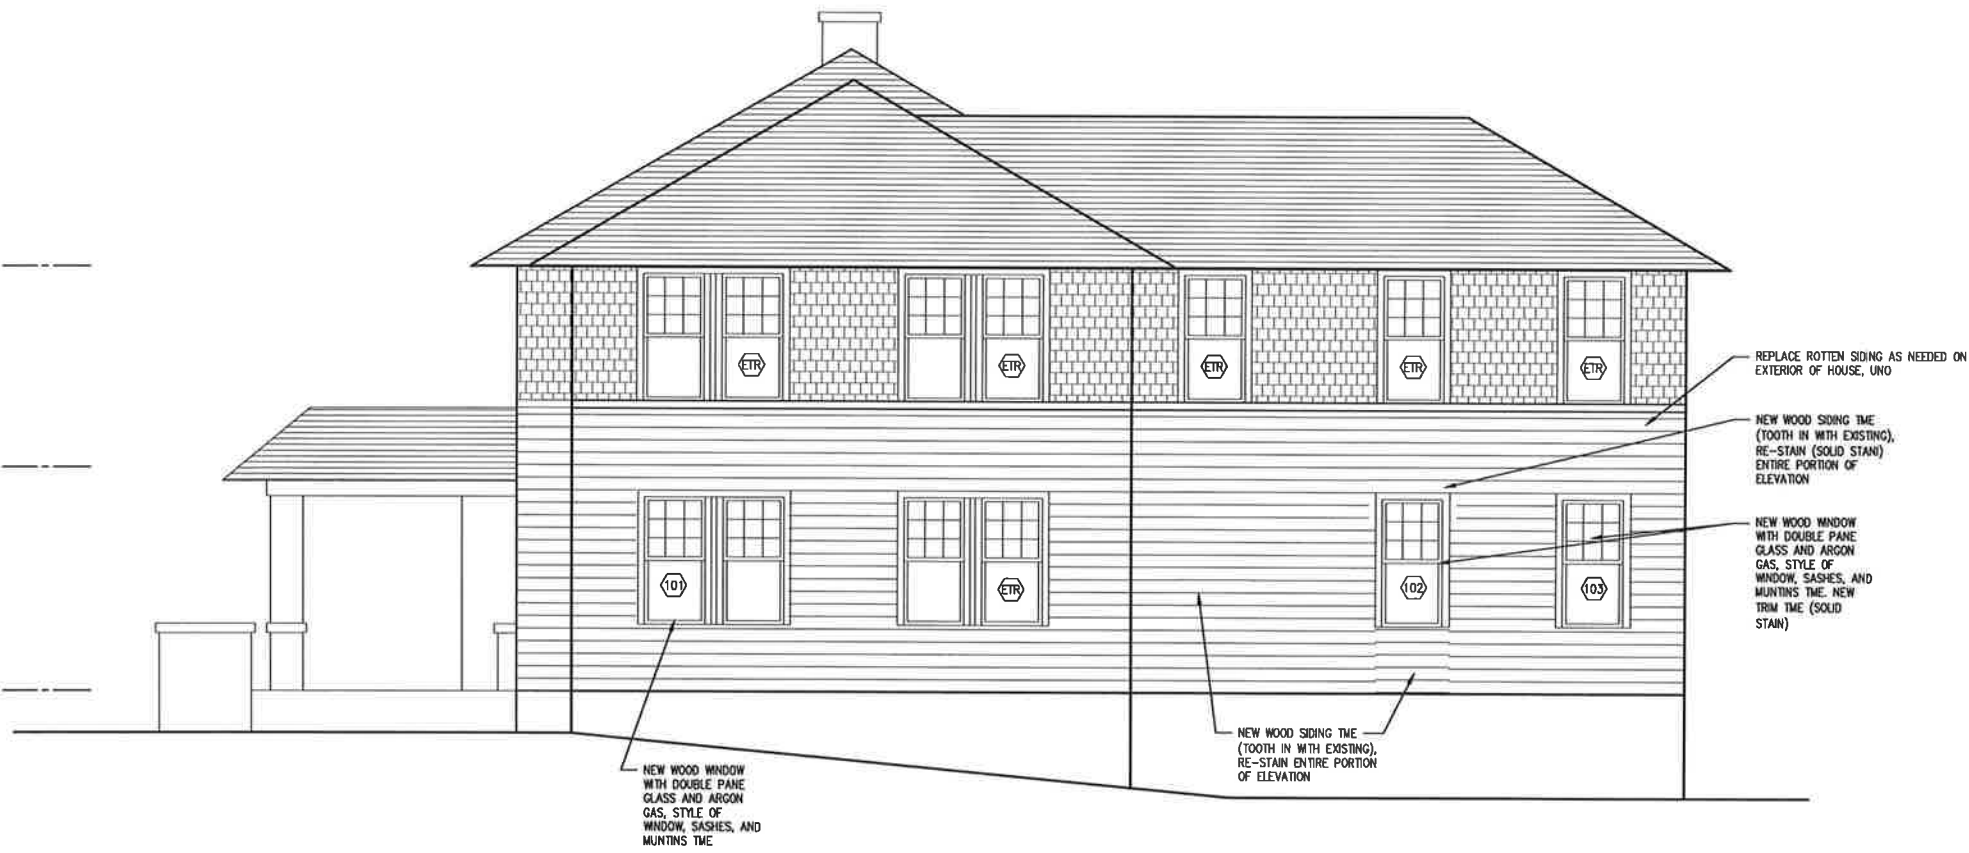 ETR
ETR
ETR
ETR
ETR
REPLACE ROTTEN SIDING AS NEEDED ON
EXTERIOR OF HOUSE, UNO
NEW WOOD SIDING TME
(TOOTH IN WITH EXISTING),
RE-STAIN (SOLID STANI)
ENTIRE PORTION OF
ELEVATION
NEW WOOD WINDOW
WITH DOUBLE PANE
GLASS AND ARGON
GAS, STYLE OF
WINDOW, SASHES, AND
MUNTINS TME. NEW
TRIM TME (SOLID
STAIN)
101
ETR
102
103
NEW WOOD SIDING TME
(TOOTH IN WITH EXISTING),
RE-STAIN ENTIRE PORTION
OF ELEVATION
NEW WOOD WINDOW
WITH DOUBLE PANE
GLASS AND ARGON
GAS, STYLE OF
WINDOW, SASHES, AND
MUNTINS TME